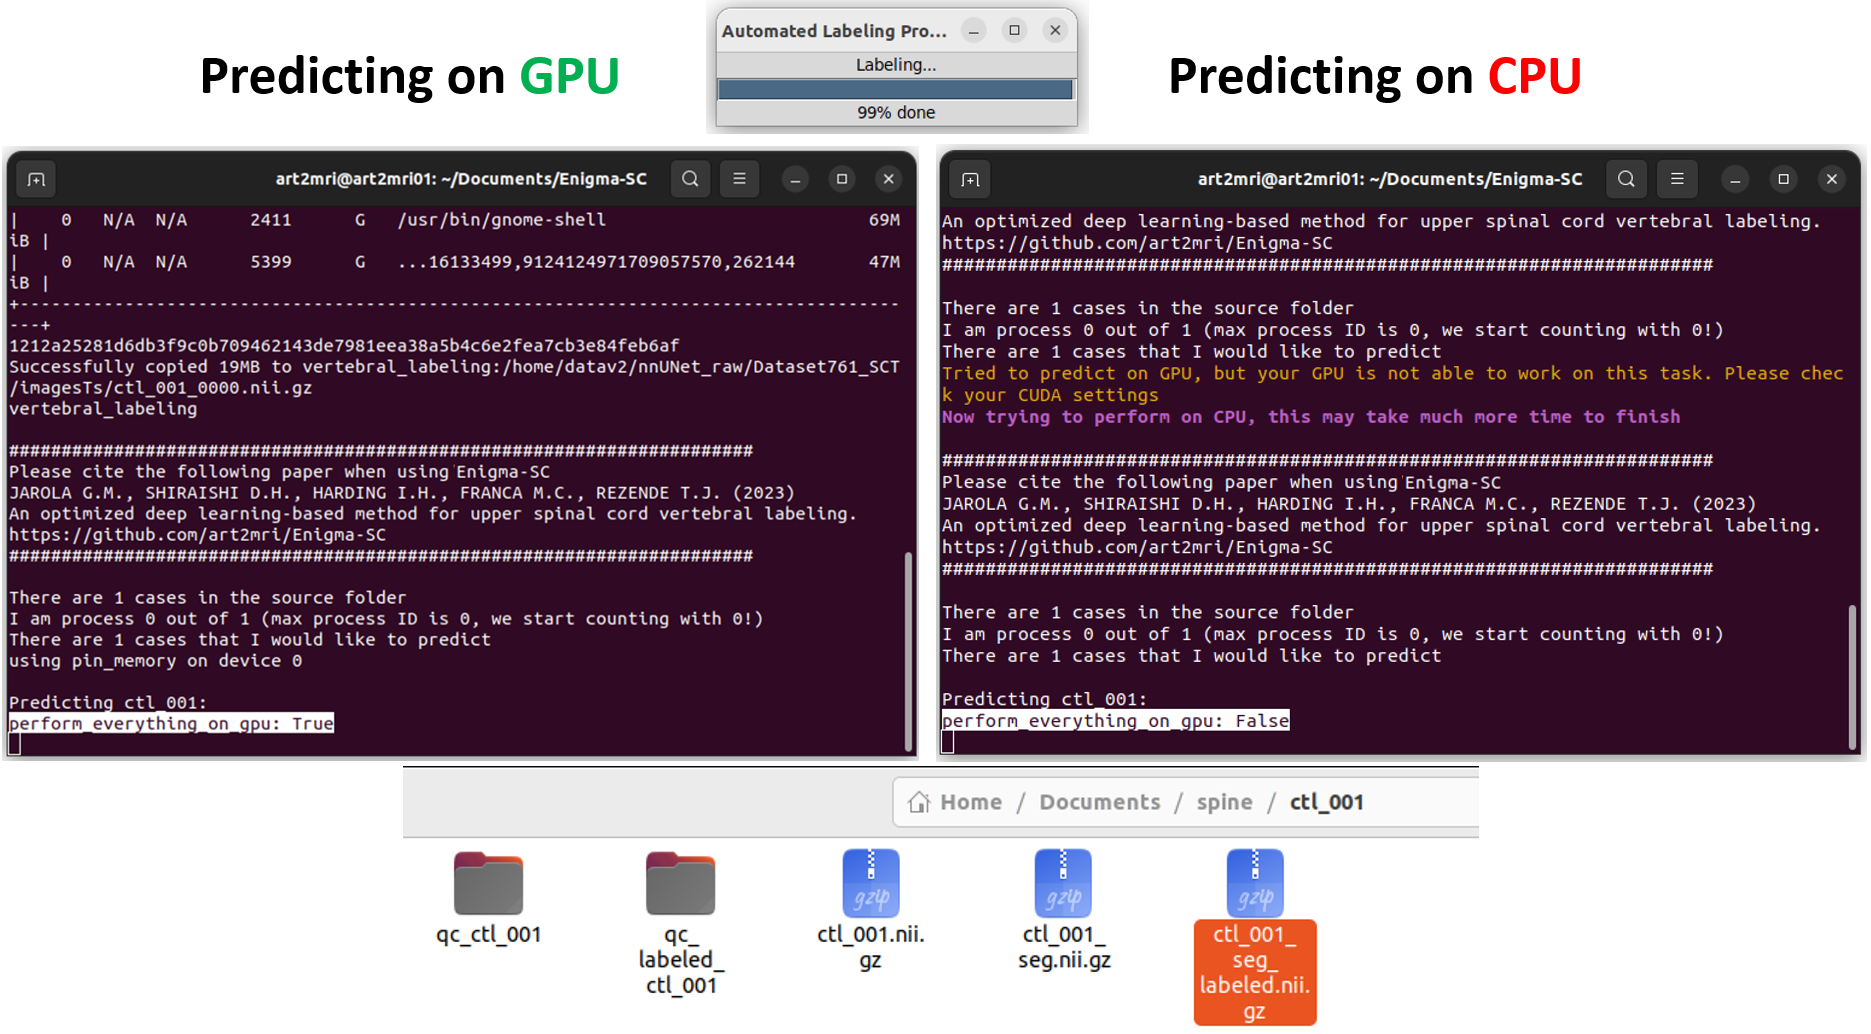 Predicting on GPU
Automated Labeling Pro...
Labeling...
99% done
Predicting on CPU
art2mri@art2mri01: ~/Documents/Enigma-SC
|    0   N/A  N/A      2411      G   /usr/bin/gnome-shell                         69M
iB |
|    0   N/A  N/A      5399      G   ...16133499,9124124971709057570,262144       47M
iB |
+-------------------------------------------------------------------------------------
---+
1212a25281d6db3f9c0b709462143de7981eea38a5b4c6e2fea7cb3e84feb6af
Successfully copied 19MB to vertebral_labeling:/home/datav2/nnUNet_raw/Dataset761_SCT
/imagesTs/ctl_001_0000.nii.gz
vertebral_labeling
#######################################################################
Please cite the following paper when using Enigma-SC
JAROLA G.M., SHIRAISHI D.H., HARDING I.H., FRANCA M.C., REZENDE T.J. (2023)
An optimized deep learning-based method for upper spinal cord vertebral labeling.
https://github.com/art2mri/Enigma-SC
#######################################################################
There are 1 cases in the source folder
I am process 0 out of 1 (max process ID is 0, we start counting with 0!)
There are 1 cases that I would like to predict
using pin_memory on device 0
Predicting ctl_001:
perform_everything_on_gpu: True
art2mri@art2mri01: ~/Documents/Enigma-SC
An optimized deep learning-based method for upper spinal cord vertebral labeling.
https://github.com/art2mri/Enigma-SC
#######################################################################
There are 1 cases in the source folder
I am process 0 out of 1 (max process ID is 0, we start counting with 0!)
There are 1 cases that I would like to predict
Tried to predict on GPU, but your GPU is not able to work on this task. Please chec
k your CUDA settings
Now trying to perform on CPU, this may take much more time to finish
#######################################################################
Please cite the following paper when using Enigma-SC
JAROLA G.M., SHIRAISHI D.H., HARDING I.H., FRANCA M.C., REZENDE T.J. (2023)
An optimized deep learning-based method for upper spinal cord vertebral labeling.
https://github.com/art2mri/Enigma-SC
#######################################################################
There are 1 cases in the source folder
I am process 0 out of 1 (max process ID is 0, we start counting with 0!)
There are 1 cases that I would like to predict
Predicting ctl_001:
perform_everything_on_gpu: False
Home / Documents / spine / ctl_001
gzip
gzip
gzip
qc_ctl_001
qc_
labeled_
ctl_001
ctl_001.nii.
gz
ctl_001_
seg.nii.gz
ctl_001_
seg_
labeled.nii.
gz